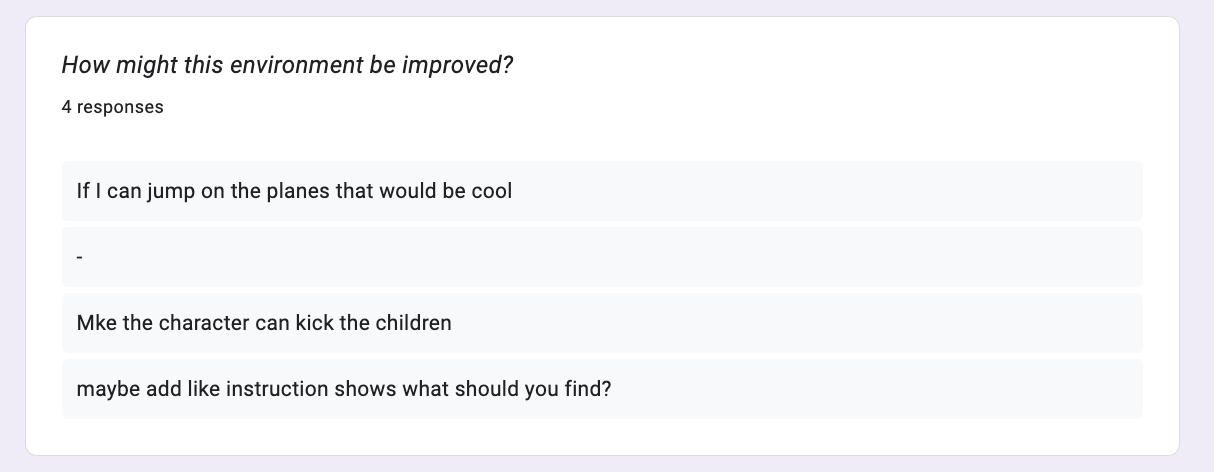 How might this environment be improved?
4 responses
If I can jump on the planes that would be cool
-
Mke the character can kick the children
maybe add like instruction shows what should you find?